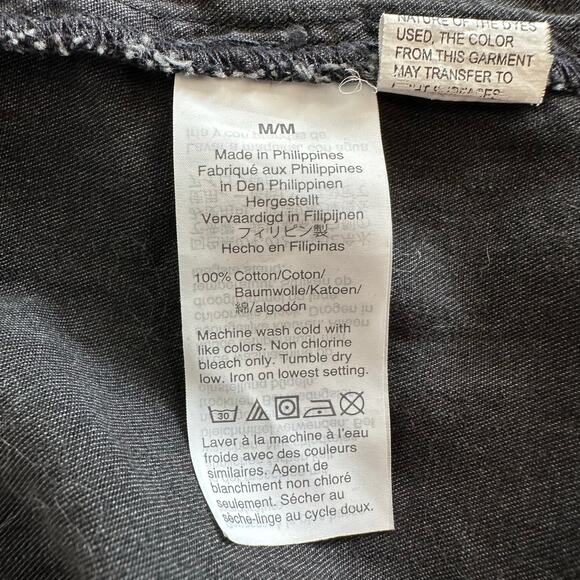 NATURE OF THE DYES
USED, THE COLOR
FROM THIS GARMENT
MAY TRANSFER TO
LIGHT SURFACES
M/M
Made in Philippines
Fabriqué aux Philippines
in Den Philippinen
Hergestellt
Vervaardigd in Filipijnen
フィリピン製
Hecho en Filipinas
100% Cotton/Coton/
Baumwolle/Katoen/
綿/algodón
Machine wash cold with
like colors. Non chlorine
bleach only. Tumble dry
low. Iron on lowest setting.
30
Laver à la machine à l'eau
froide avec des couleurs
similaires. Agent de
blanchiment non chloré
seulement. Sécher au
sèche-linge au cycle doux.